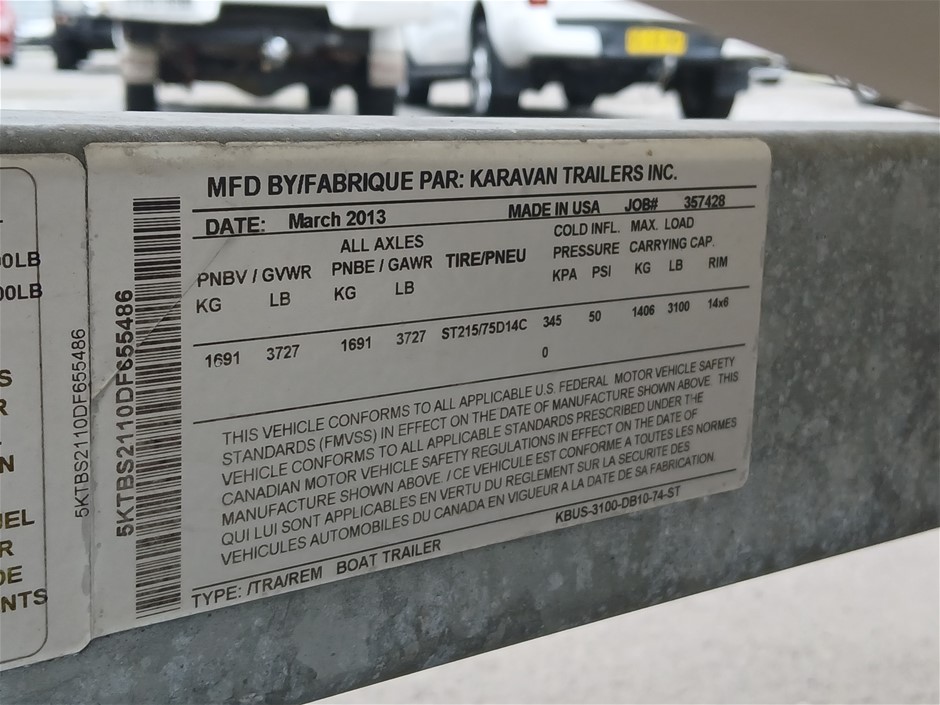 MFD BY/FABRIQUE PAR: KARAVAN TRAILERS INC.
DATE: March 2013 MADE IN USA JOB# 357428
ALL AXLES COLD INFL. MAX. LOAD
PNBV / GVWR PNBE / GAWR TIRE/PNEU PRESSURE CARRYING CAP.
KG LB KG LB KPA PSI KG LB RIM
1691 3727 1691 3727 ST215/75D14C 345 50 1406 3100 14x6
0
THIS VEHICLE CONFORMS TO ALL APPLICABLE U.S. FEDERAL MOTOR VEHICLE SAFETY
STANDARDS (FMVSS) IN EFFECT ON THE DATE OF MANUFACTURE SHOWN ABOVE. THIS
VEHICLE CONFORMS TO ALL APPLICABLE STANDARDS PRESCRIBED UNDER THE
CANADIAN MOTOR VEHICLE SAFETY REGULATIONS IN EFFECT ON THE DATE OF
MANUFACTURE SHOWN ABOVE. / CE VEHICULE EST CONFORME A TOUTES LES NORMES
QUI LUI SONT APPLICABLES EN VERTU DU REGLEMENT SUR LA SECURITE DES
VEHICULES AUTOMOBILES DU CANADA EN VIGUEUR A LA DATE DE SA FABRICATION.
KBUS-3100-DB10-74-ST
TYPE: /TRA/REM BOAT TRAILER
5KTBS2110DF655486
5KTBS2110DF655486
00LB
00LB
S
R
N
UEL
R
DE
NTS